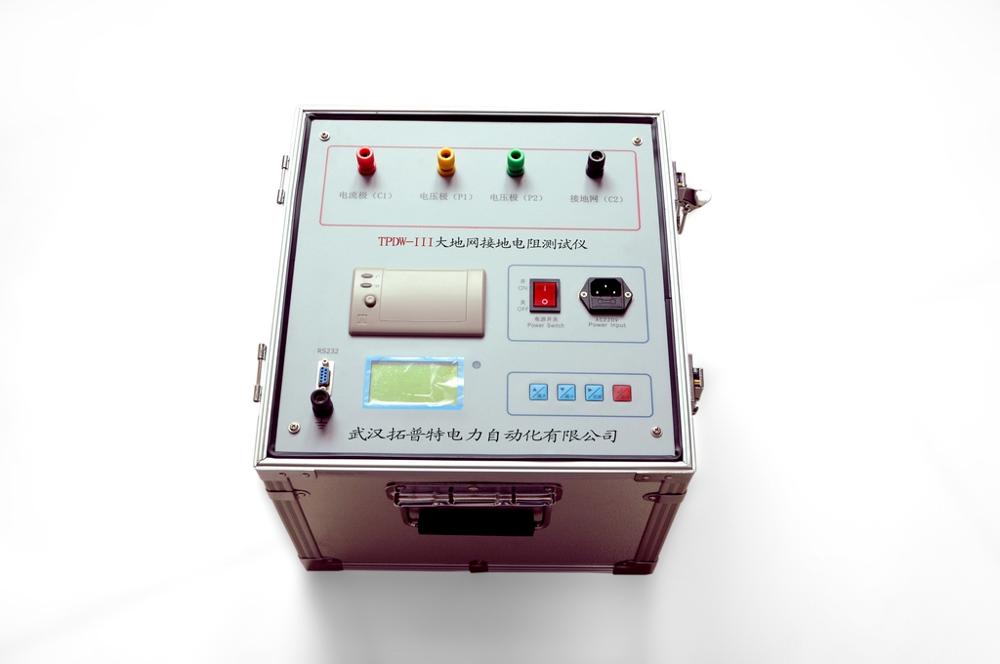 电流极（C1） 电压极（P1） 电压极（P2） 接地网（C2）
TPDW-III大地网接地电阻测试仪
开
ON
关
OFF
电源开关
Power Switch
AC220V
Power Input
RS232
武汉拓普特电力自动化有限公司